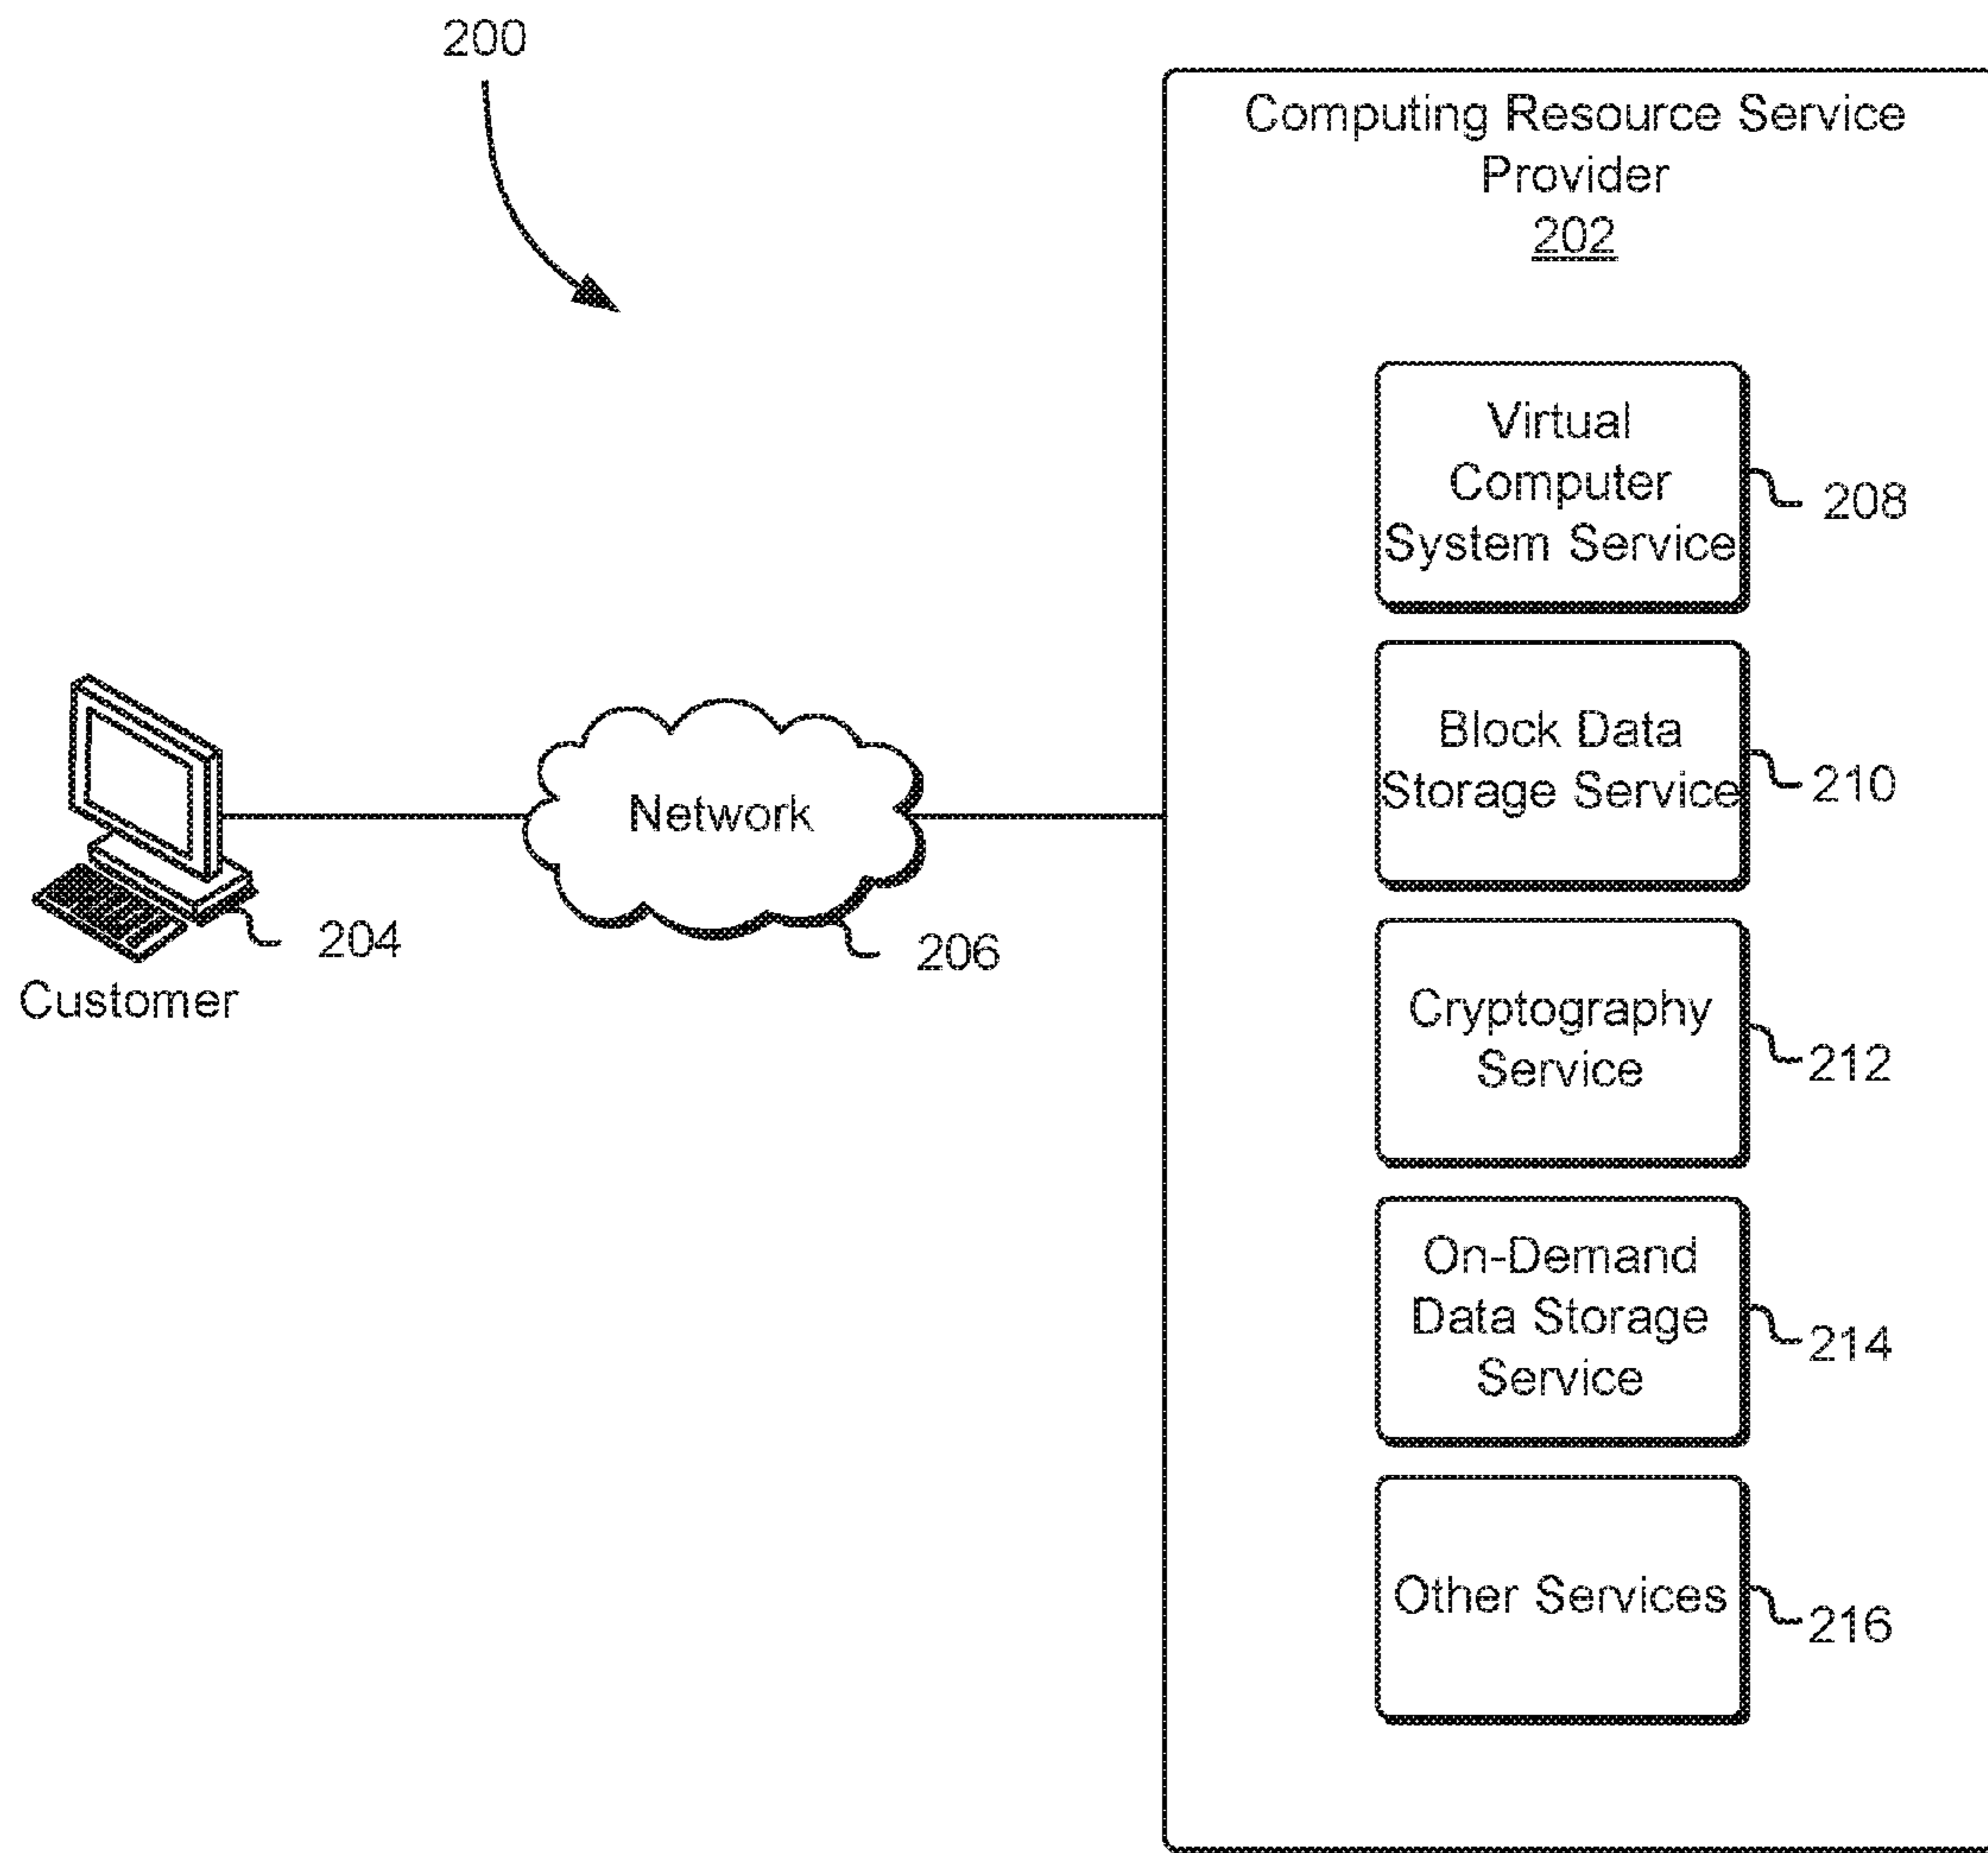 200
Computing Resource Service
Provider
202
Virtual
Computer
System Service
208
Block Data
Storage Service
210
Network
204
206
Customer
Cryptography
Service
212
On-Demand
Data Storage
Service
214
Other Services
216